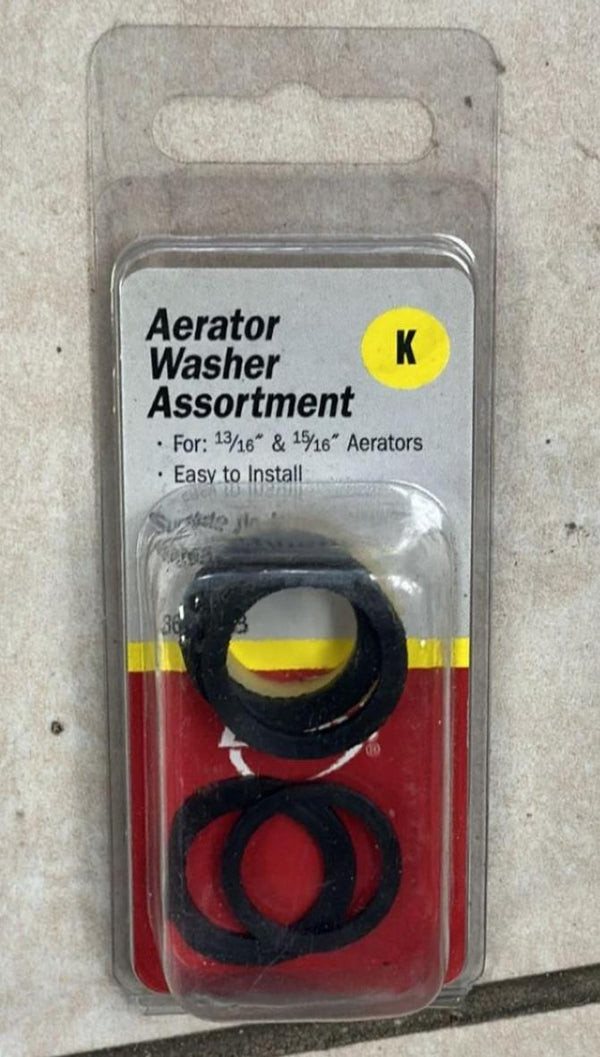 Aerator
Washer
Assortment
K
· For: 13/16″ & 15/16″ Aerators
· Easy to Install
®